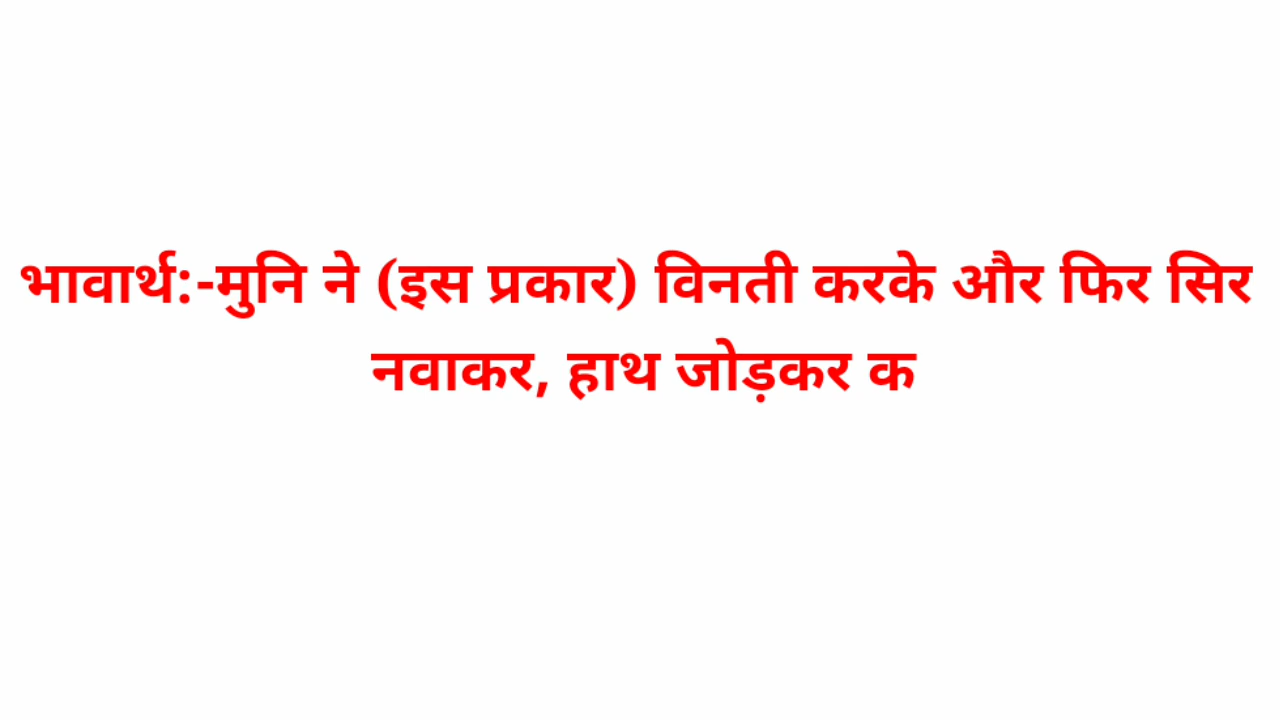 भावार्थ:-मुनि ने (इस प्रकार) विनती करके और फिर सिर
नवाकर, हाथ जोड़कर क